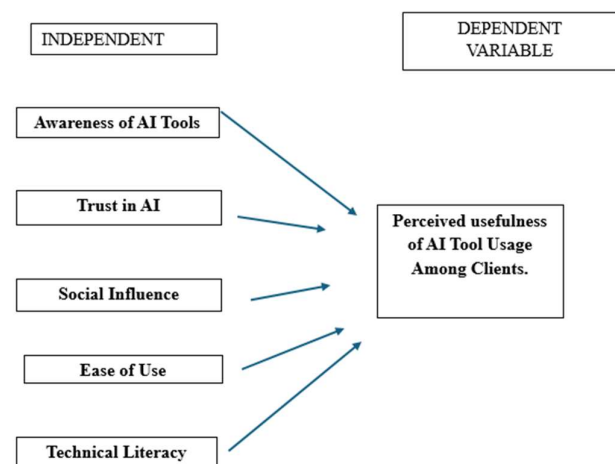 INDEPENDENT
DEPENDENT
VARIABLE
Awareness of AI Tools
Trust in AI
Social Influence
Ease of Use
Technical Literacy
Perceived usefulness
of AI Tool Usage
Among Clients.